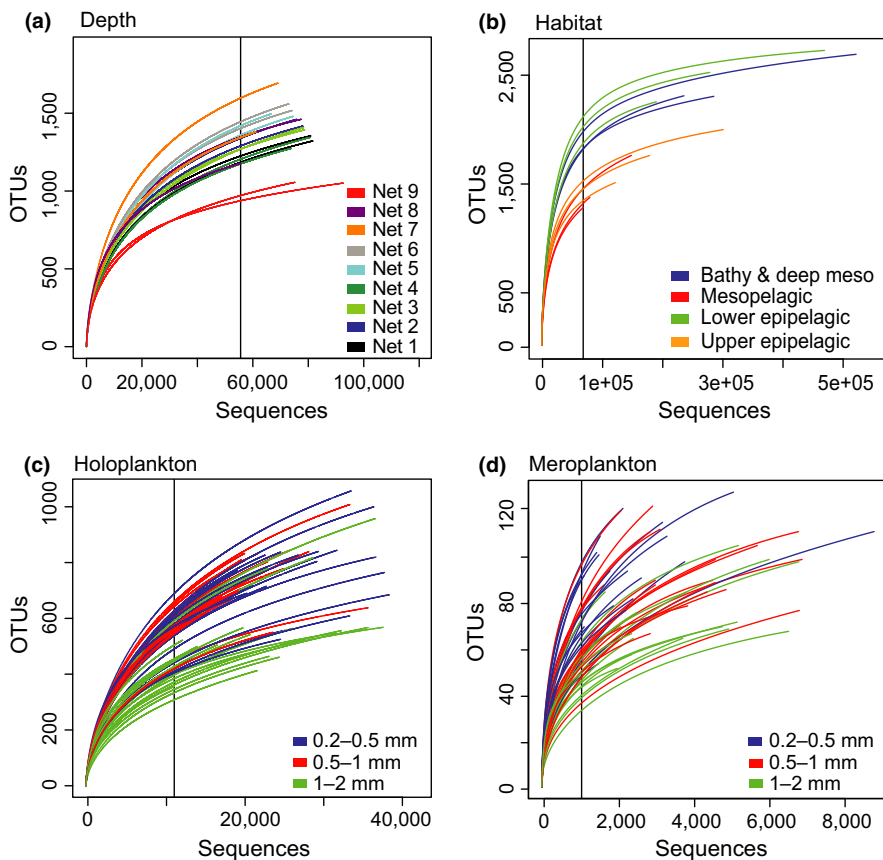 (a) Depth
OTUs
0
500
1,000
1,500
0 20,000 60,000 100,000
Sequences
Net 9
Net 8
Net 7
Net 6
Net 5
Net 4
Net 3
Net 2
Net 1
(b) Habitat
OTUs
500
1,500
2,500
0 1e+05 3e+05 5e+05
Sequences
Bathy & deep meso
Mesopelagic
Lower epipelagic
Upper epipelagic
(c) Holoplankton
OTUs
0
200
600
1000
0 20,000 40,000
Sequences
0.2–0.5 mm
0.5–1 mm
1–2 mm
(d) Meroplankton
OTUs
0
40
80
120
0 2,000 4,000 6,000 8,000
Sequences
0.2–0.5 mm
0.5–1 mm
1–2 mm